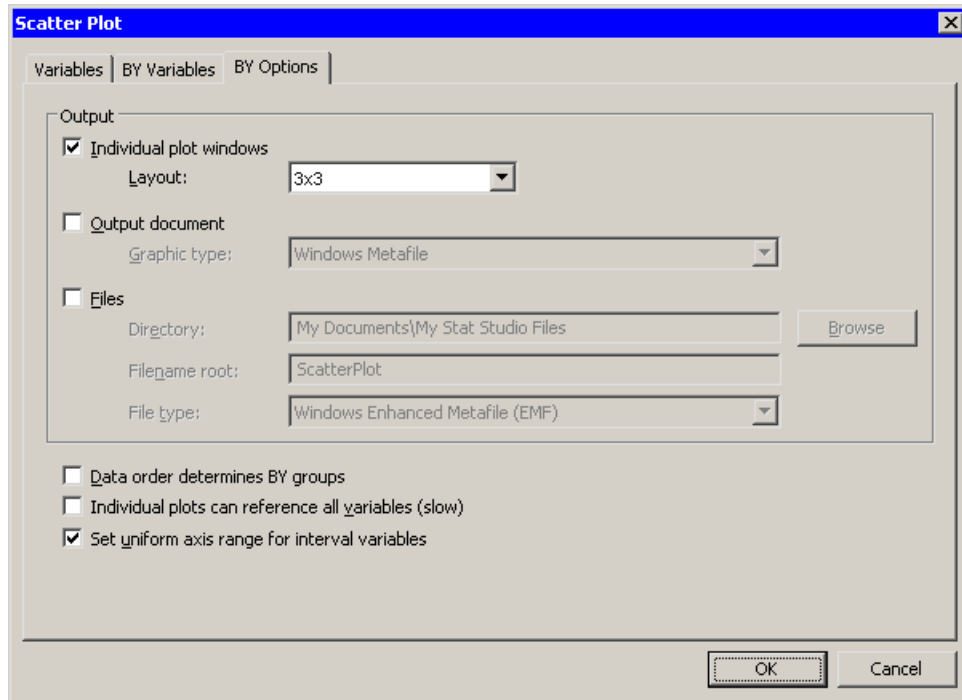 Scatter Plot
Variables BY Variables BY Options
Output
Individual plot windows
Layout: 3x3
Output document
Graphic type: Windows Metafile
Files
Directory: My Documents\My Stat Studio Files Browse
Filename root: ScatterPlot
File type: Windows Enhanced Metafile (EMF)
Data order determines BY groups
Individual plots can reference all variables (slow)
Set uniform axis range for interval variables
OK Cancel